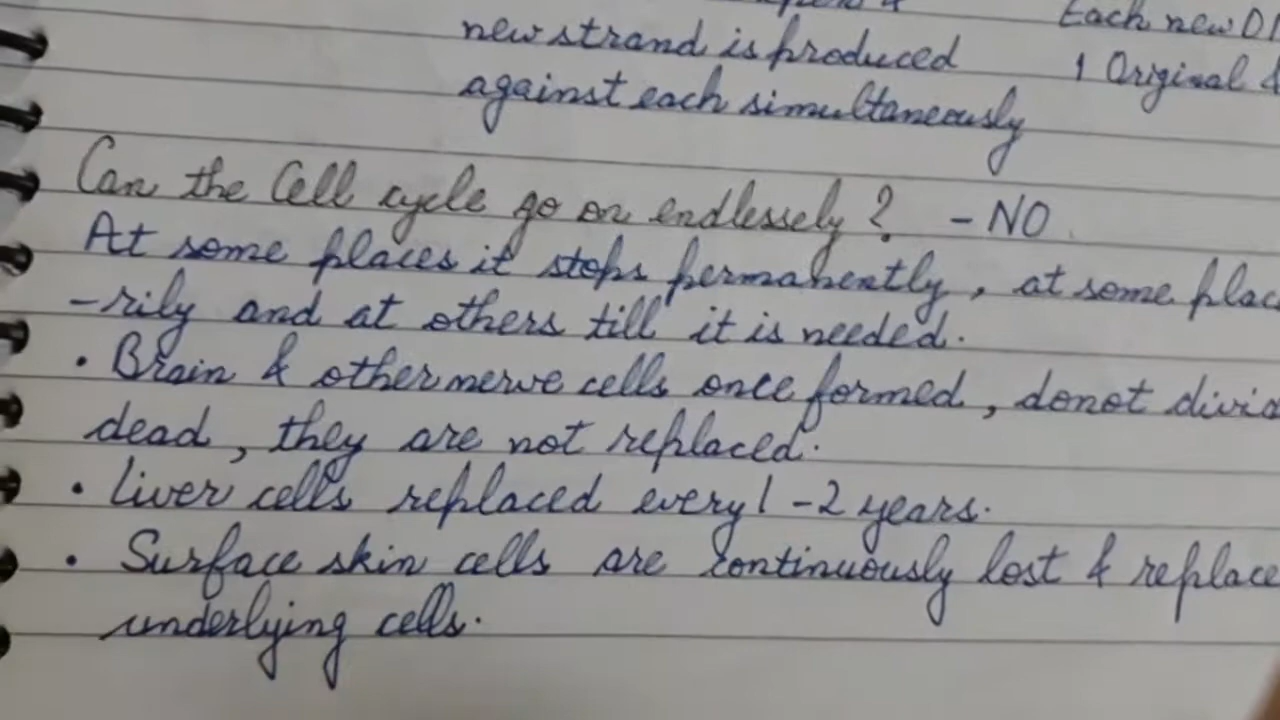 new strand is produced
against each simultaneously
Each new
1 Original
Can the Cell cycle go on endlessely? - NO.
At some places it stops permanently, at some
-rily and at others till it is needed.
• Brain & other nerve cells once formed, donot
dead, they are not replaced.
• Liver cells replaced every 1-2 years.
• Surface skin cells are continuously lost & replace
underlying cells.